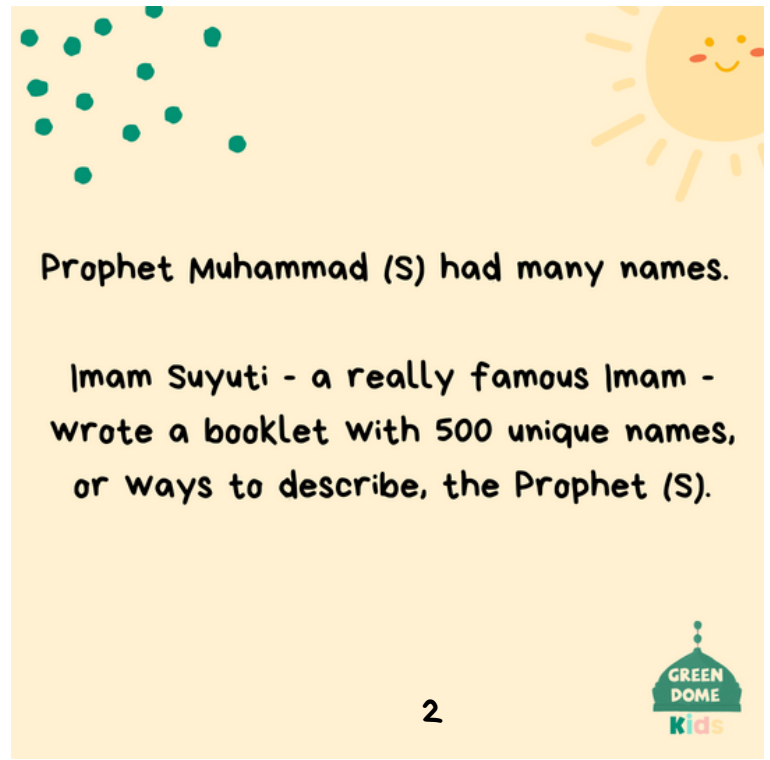 Prophet Muhammad (S) had many names.
Imam Suyuti - a really famous Imam -
wrote a booklet with 500 unique names,
or ways to describe, the Prophet (S).
2
GREEN
DOME
Kids